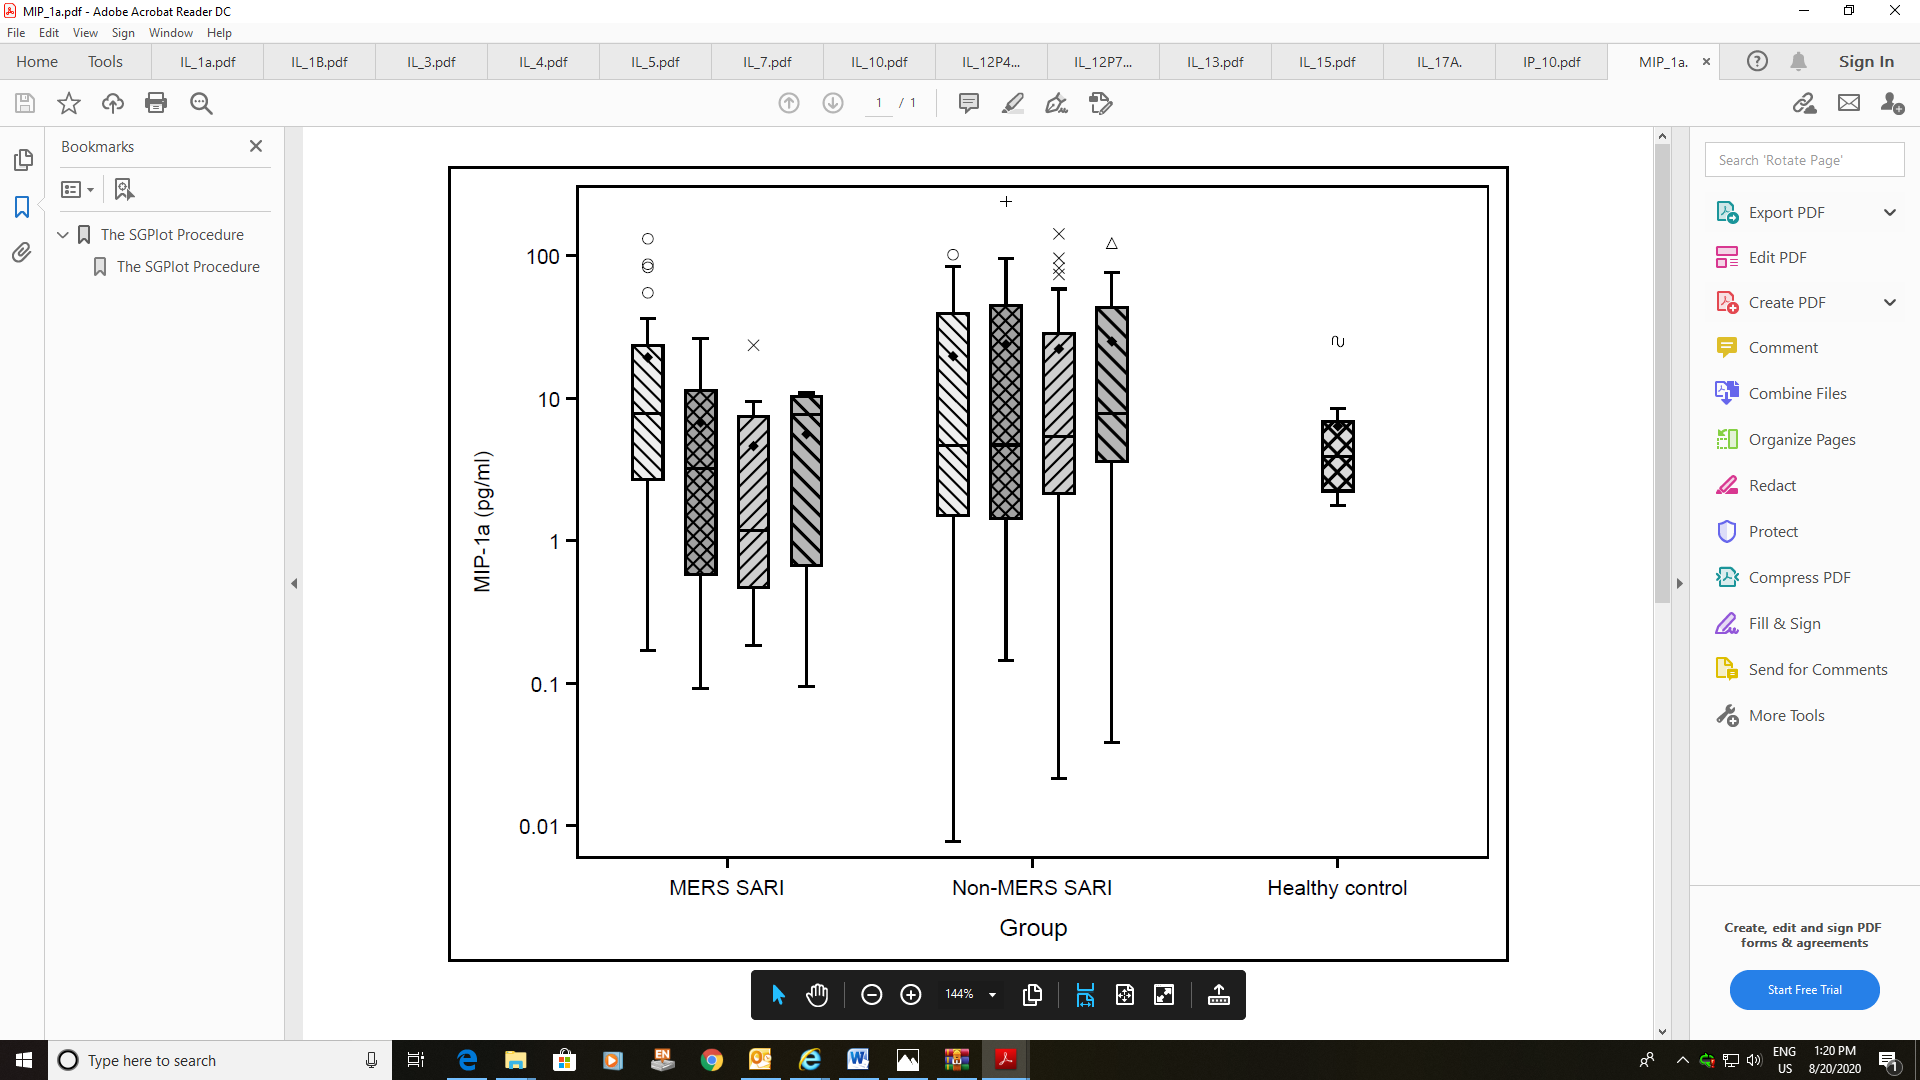 MIP_1a.pdf - Adobe Acrobat Reader DC
File Edit View Sign Window Help
Home Tools IL_1a.pdf IL_1B.pdf IL_3.pdf IL_4.pdf IL_5.pdf IL_7.pdf IL_10.pdf IL_12P4... IL_12P7... IL_13.pdf IL_15.pdf IL_17A. IP_10.pdf MIP_1a. Sign In
1 / 1
Bookmarks
The SGPlot Procedure
The SGPlot Procedure
100
10
1
0.1
0.01
MIP-1a (pg/ml)
MERS SARI Non-MERS SARI Healthy control
Group
144%
Search 'Rotate Page'
Export PDF
Edit PDF
Create PDF
Comment
Combine Files
Organize Pages
Redact
Protect
Compress PDF
Fill & Sign
Send for Comments
More Tools
Create, edit and sign PDF
forms & agreements
Start Free Trial
Type here to search
EN
ENG
US
1:20 PM
8/20/2020
1